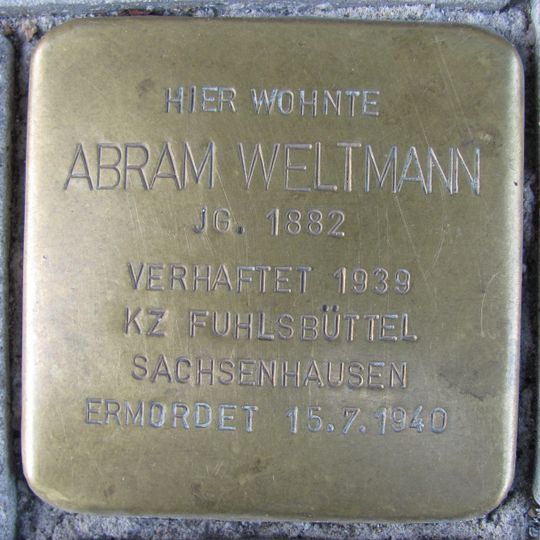 HIER WOHNTE
ABRAM WELTMANN
JG. 1882
VERHAFTET 1939
KZ FUHLSBÜTTEL
SACHSENHAUSEN
ERMORDET 15.7.1940